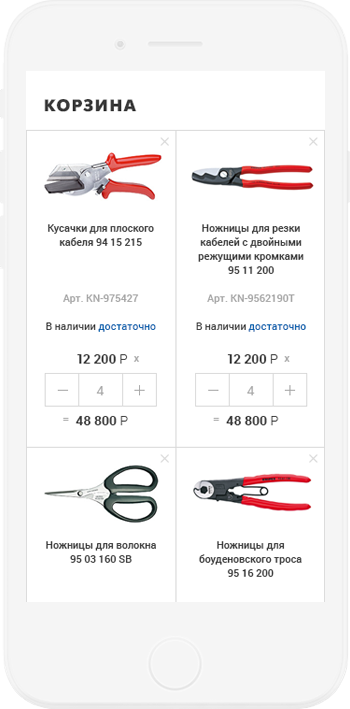 КОРЗИНА
Кусачки для плоского
кабеля 94 15 215
Арт. KN-975427
В наличии достаточно
12 200 Р x
4
= 48 800 Р
Ножницы для резки
кабелей с двойными
режущими кромками
95 11 200
Арт. KN-9562190T
В наличии достаточно
12 200 Р x
4
= 48 800 Р
Ножницы для волокна
95 03 160 SB
Ножницы для
боуденовского троса
95 16 200